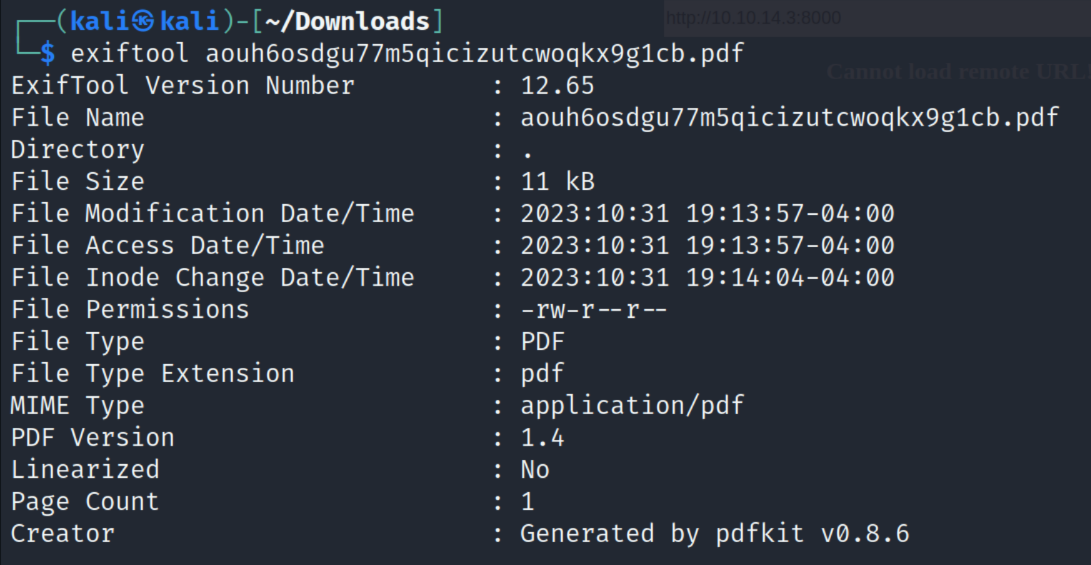 ┌──(kali㉿kali)-[~/Downloads]
http://10.10.14.3:8000
└─$ exiftool aouh6osdgu77m5qicizutcwoqkx9g1cb.pdf
Cannot load remote URL!
ExifTool Version Number : 12.65
File Name : aouh6osdgu77m5qicizutcwoqkx9g1cb.pdf
Directory : .
File Size : 11 kB
File Modification Date/Time : 2023:10:31 19:13:57-04:00
File Access Date/Time : 2023:10:31 19:13:57-04:00
File Inode Change Date/Time : 2023:10:31 19:14:04-04:00
File Permissions : -rw-r--r--
File Type : PDF
File Type Extension : pdf
MIME Type : application/pdf
PDF Version : 1.4
Linearized : No
Page Count : 1
Creator : Generated by pdfkit v0.8.6